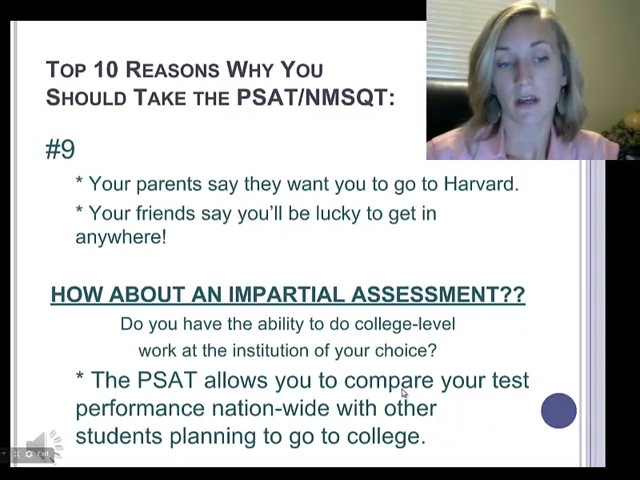 Top 10 Reasons Why You
Should Take the PSAT/NMSQT:
#9
* Your parents say they want you to go to Harvard.
* Your friends say you'll be lucky to get in
anywhere!
HOW ABOUT AN IMPARTIAL ASSESSMENT??
Do you have the ability to do college-level
work at the institution of your choice?
* The PSAT allows you to compare your test
performance nation-wide with other
students planning to go to college.
Exit